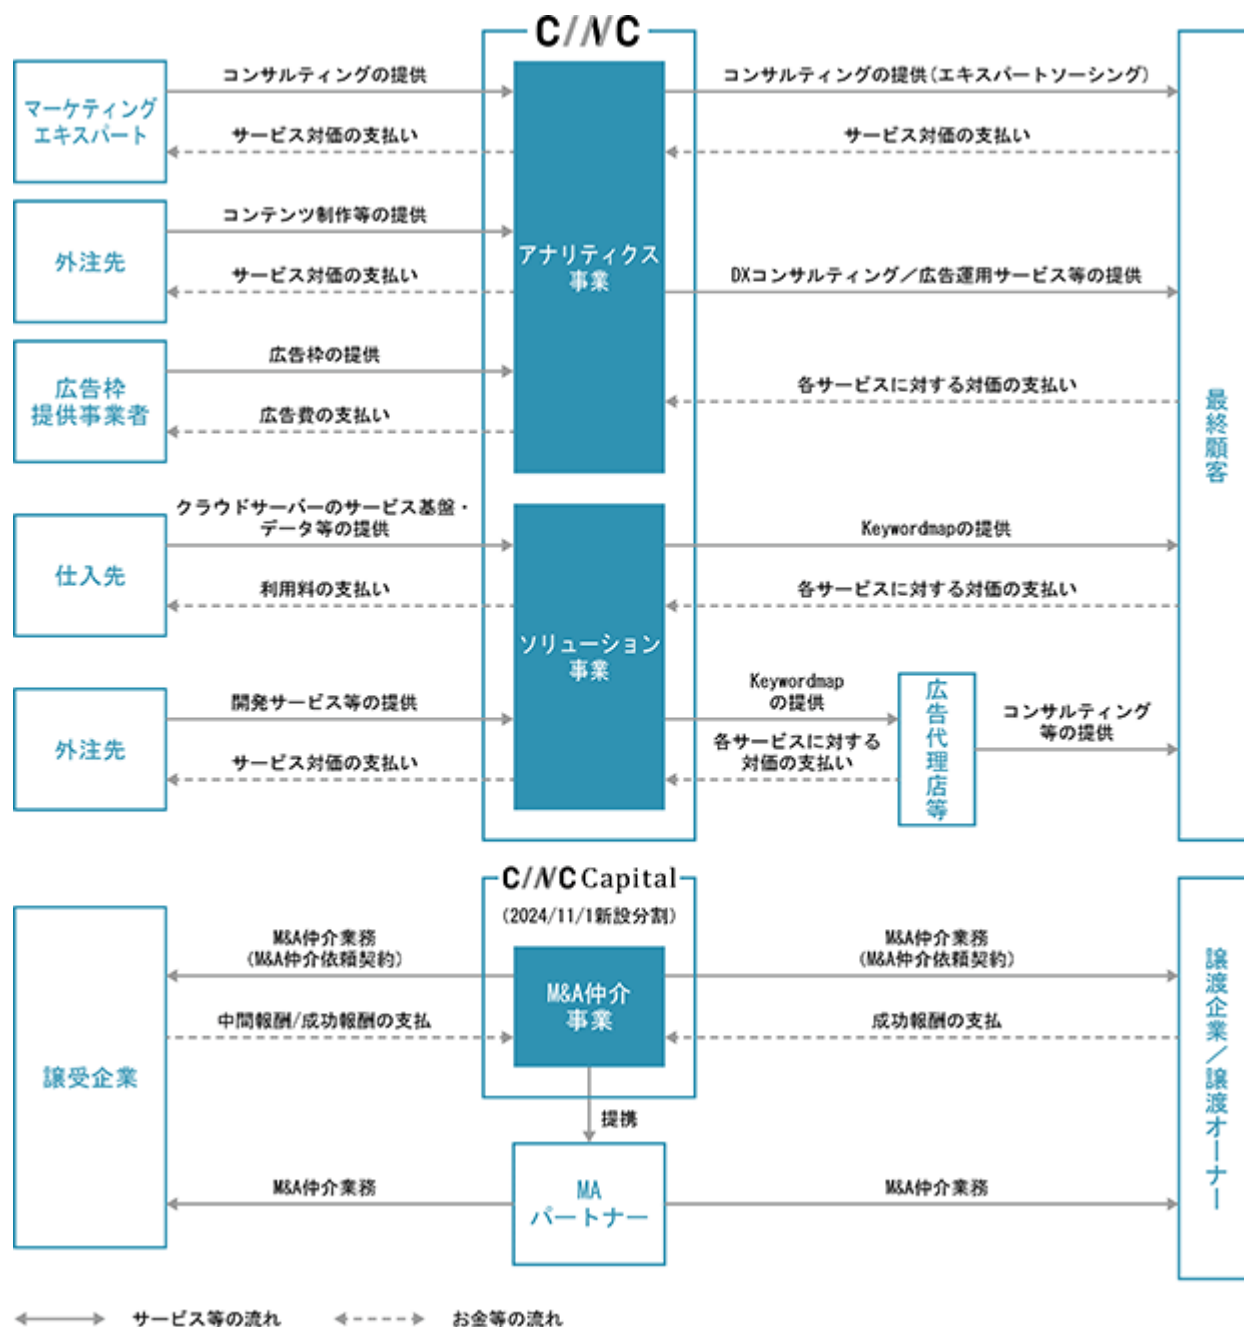 CINC
マーケティング
エキスパート
コンサルティングの提供
サービス対価の支払い
コンサルティングの提供(エキスパートソーシング)
サービス対価の支払い
外注先
コンテンツ制作等の提供
サービス対価の支払い
アナリティクス
事業
DXコンサルティング／広告運用サービス等の提供
広告枠
提供事業者
広告枠の提供
広告費の支払い
各サービスに対する対価の支払い
最終顧客
仕入先
クラウドサーバーのサービス基盤・
データ等の提供
利用料の支払い
Keywordmapの提供
各サービスに対する対価の支払い
ソリューション
事業
外注先
開発サービス等の提供
サービス対価の支払い
Keywordmap
の提供
各サービスに対する
対価の支払い
広告代理店等
コンサルティング
等の提供
CINC Capital
(2024/11/1新設分割)
譲受企業
M&A仲介業務
(M&A仲介依頼契約)
中間報酬/成功報酬の支払
M&A仲介
事業
M&A仲介業務
(M&A仲介依頼契約)
成功報酬の支払
譲渡企業／譲渡オーナー
提携
M&A仲介業務
MA
パートナー
M&A仲介業務
サービス等の流れ
お金等の流れ